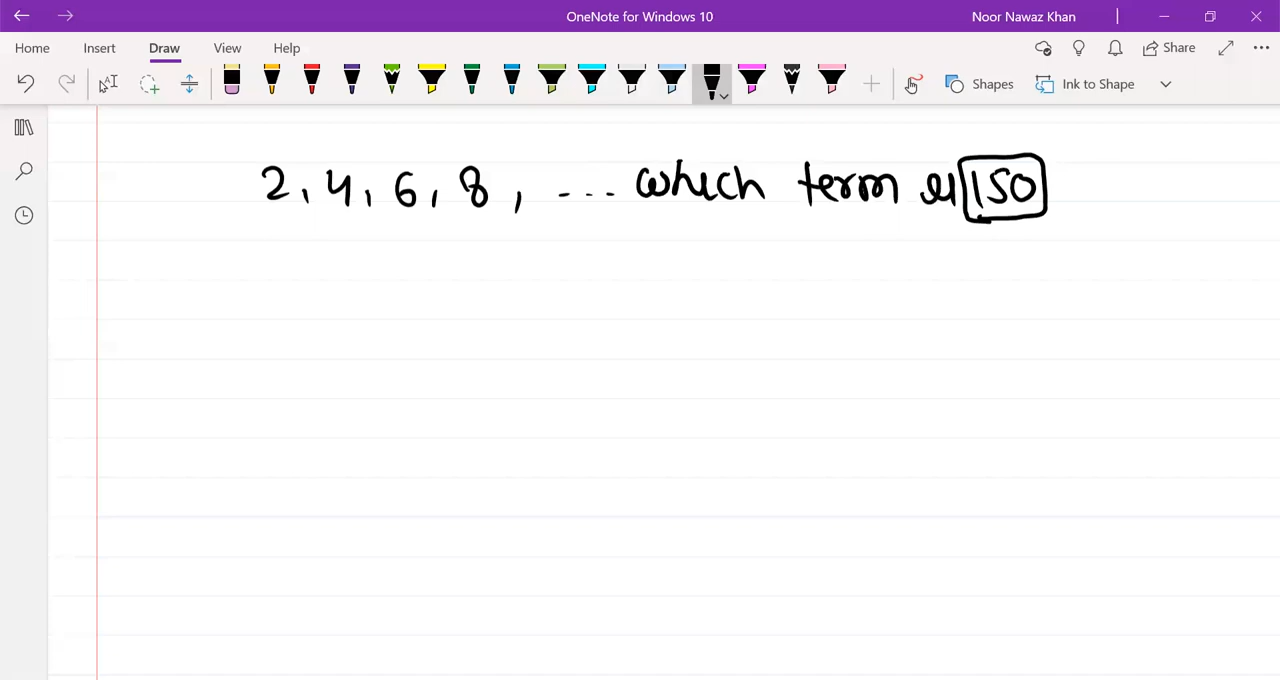 OneNote for Windows 10
Noor Nawaz Khan
Home Insert Draw View Help
Share
Shapes
Ink to Shape
2, 4, 6, 8, ... which term is 150